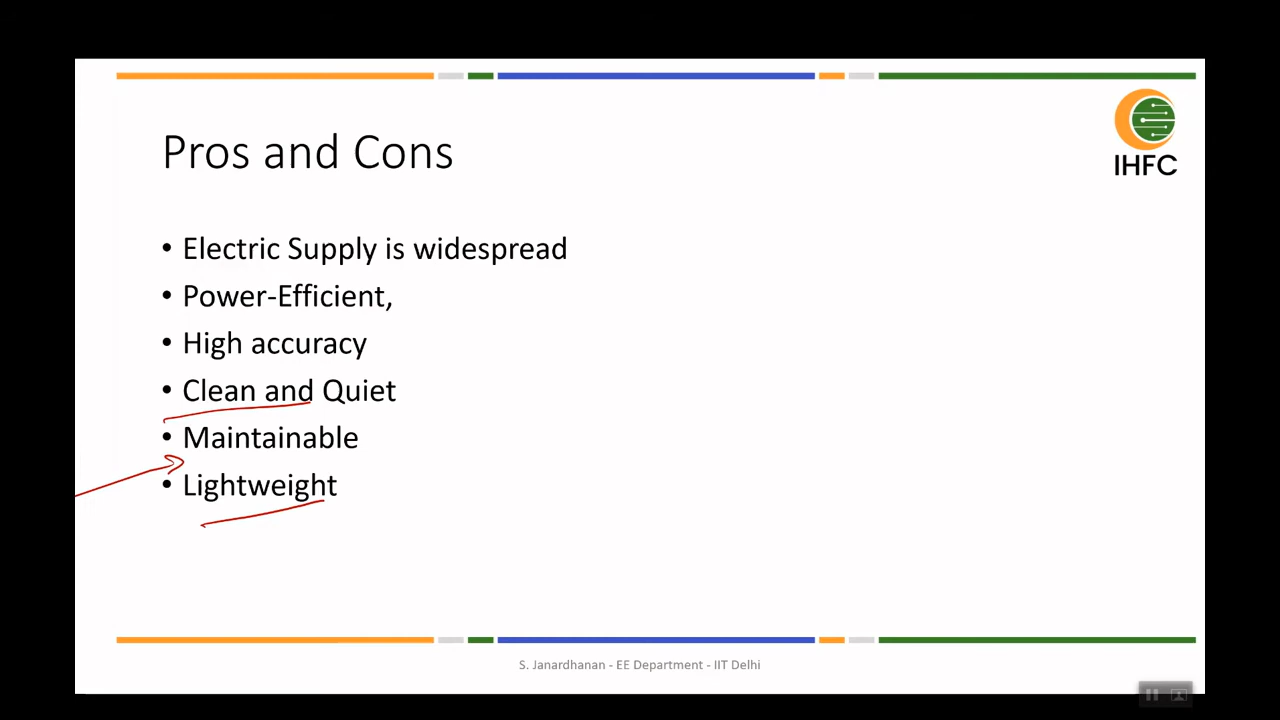 IHFC
Pros and Cons
• Electric Supply is widespread
• Power-Efficient,
• High accuracy
• Clean and Quiet
• Maintainable
• Lightweight
S. Janardhanan - EE Department - IIT Delhi